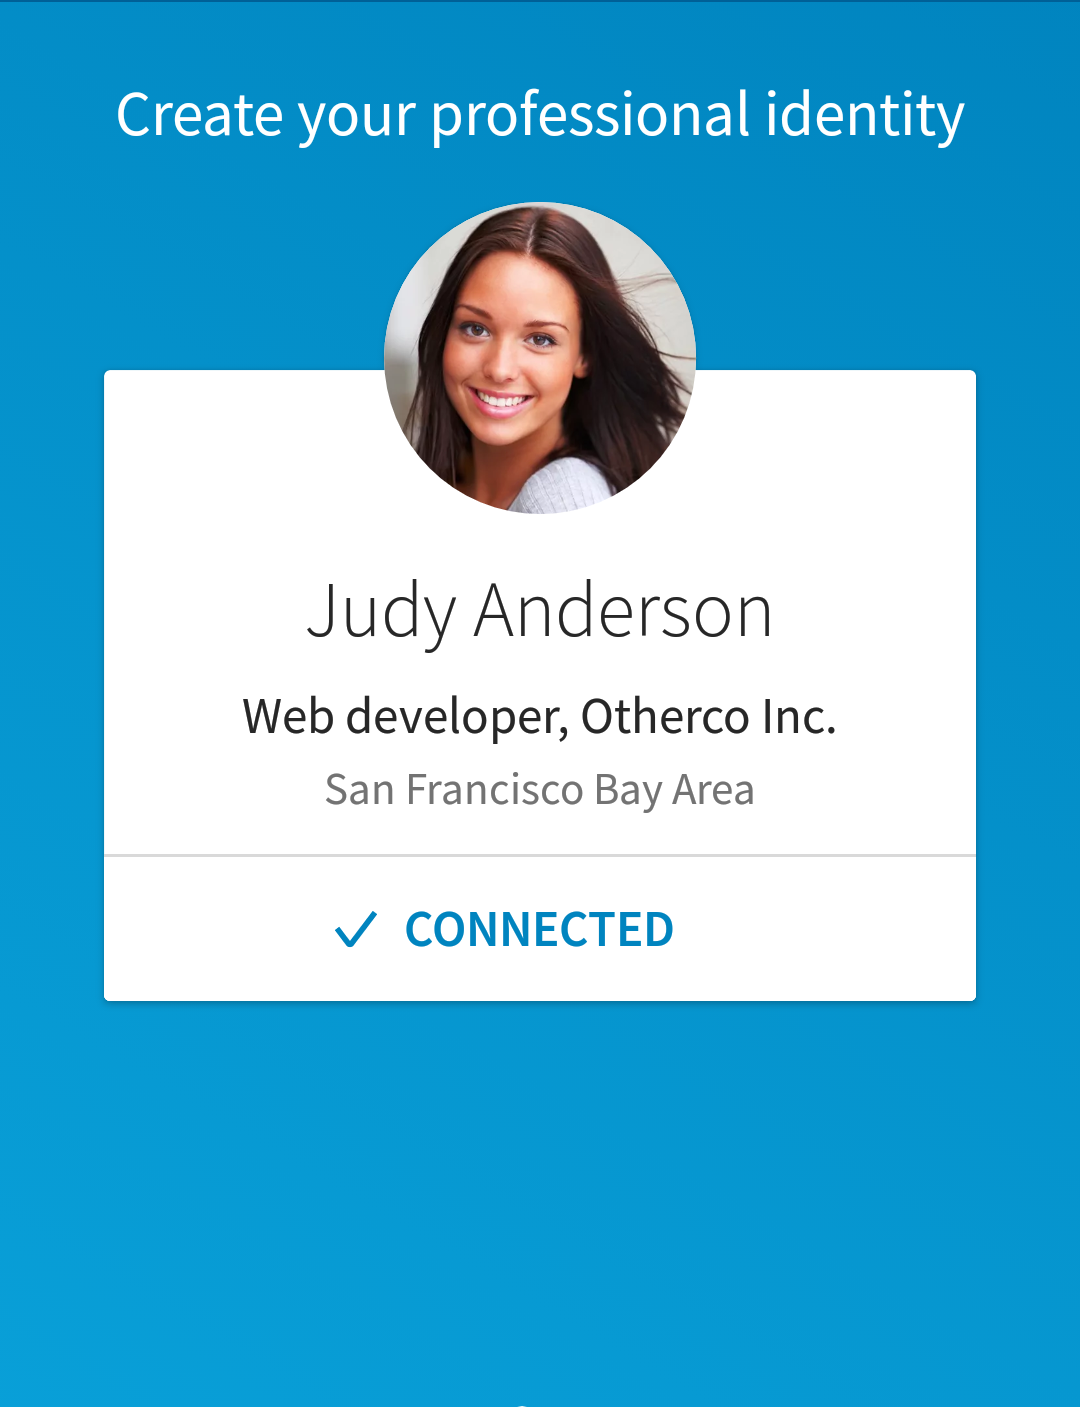 Create your professional identity
Judy Anderson
Web developer, Otherco Inc.
San Francisco Bay Area
CONNECTED